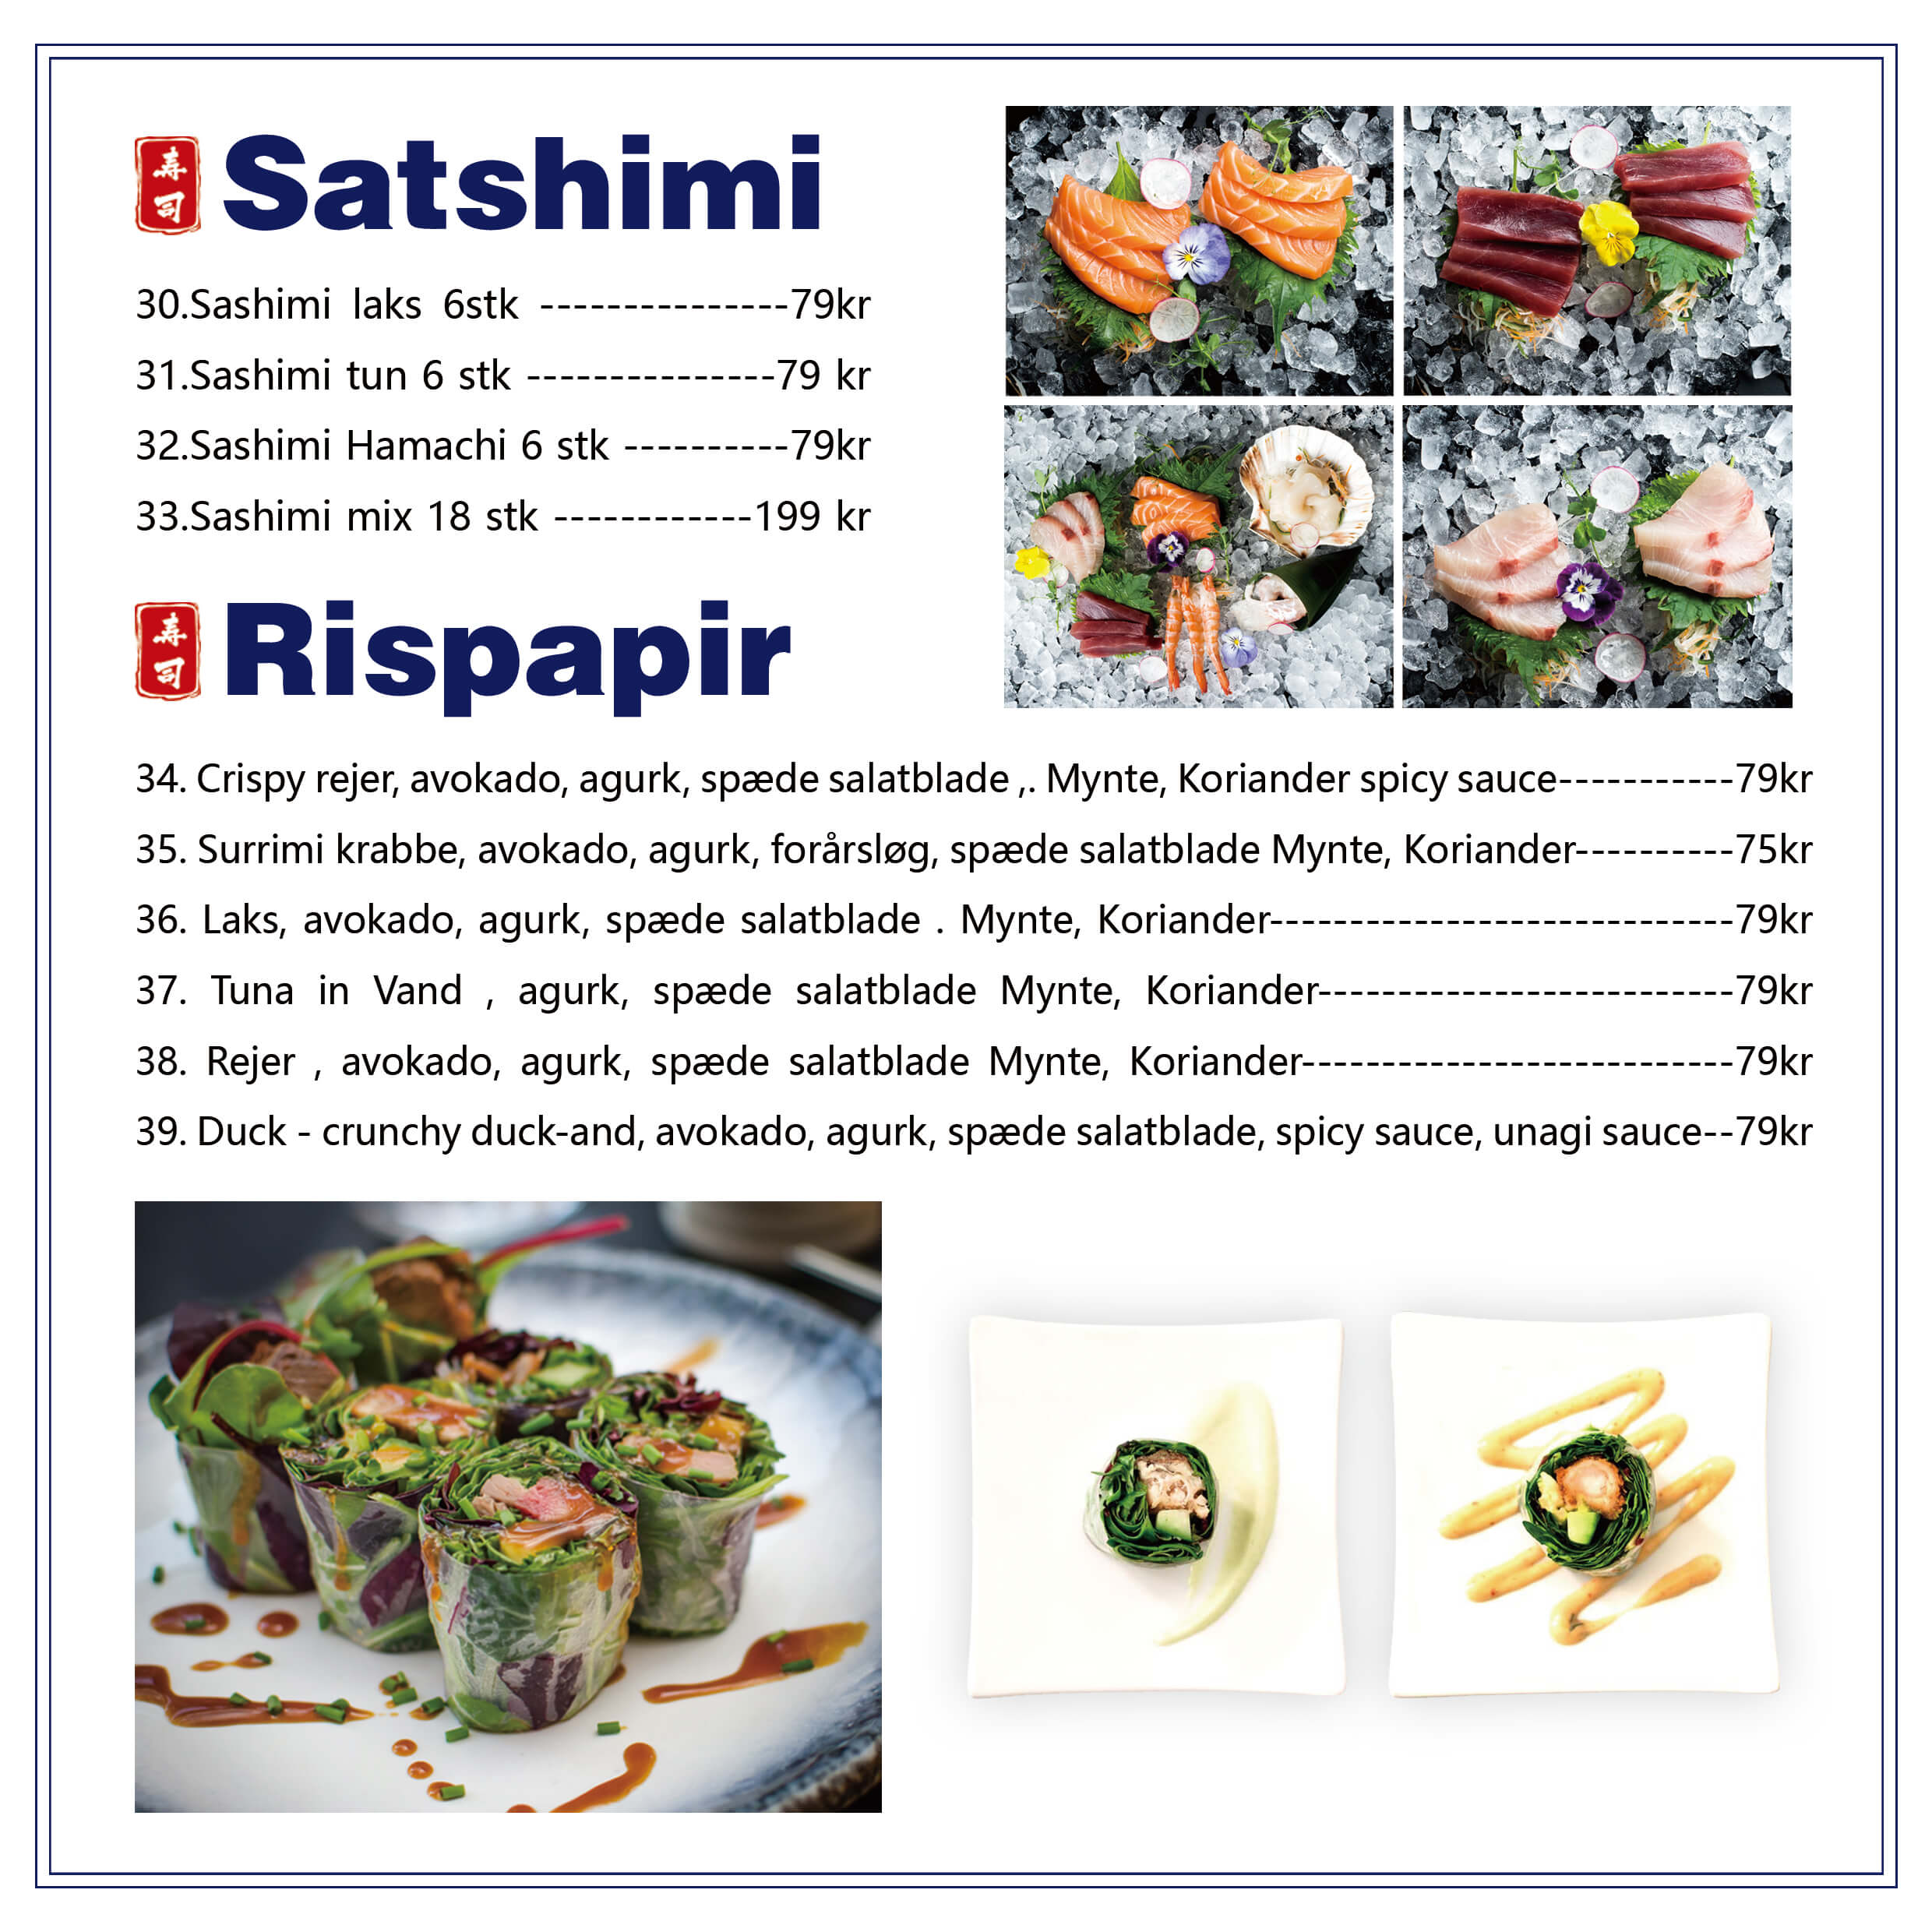 寿司
Satshimi
30.Sashimi laks 6stk ---------------79kr
31.Sashimi tun 6 stk ---------------79 kr
32.Sashimi Hamachi 6 stk ----------79kr
33.Sashimi mix 18 stk ------------199 kr
寿司
Rispapir
34. Crispy rejer, avokado, agurk, spæde salatblade ,. Mynte, Koriander spicy sauce-----------79kr
35. Surrimi krabbe, avokado, agurk, forårsløg, spæde salatblade Mynte, Koriander----------75kr
36. Laks, avokado, agurk, spæde salatblade . Mynte, Koriander-----------------------------79kr
37. Tuna in Vand , agurk, spæde salatblade Mynte, Koriander--------------------------79kr
38. Rejer , avokado, agurk, spæde salatblade Mynte, Koriander---------------------------79kr
39. Duck - crunchy duck-and, avokado, agurk, spæde salatblade, spicy sauce, unagi sauce--79kr